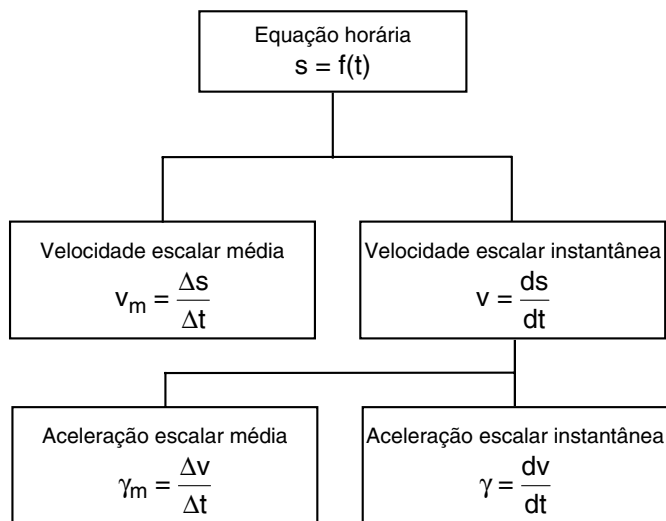 Equação horária
s = f(t)
Velocidade escalar média
vₘ = Δs/Δt
Velocidade escalar instantânea
v = ds/dt
Aceleração escalar média
γₘ = Δv/Δt
Aceleração escalar instantânea
γ = dv/dt